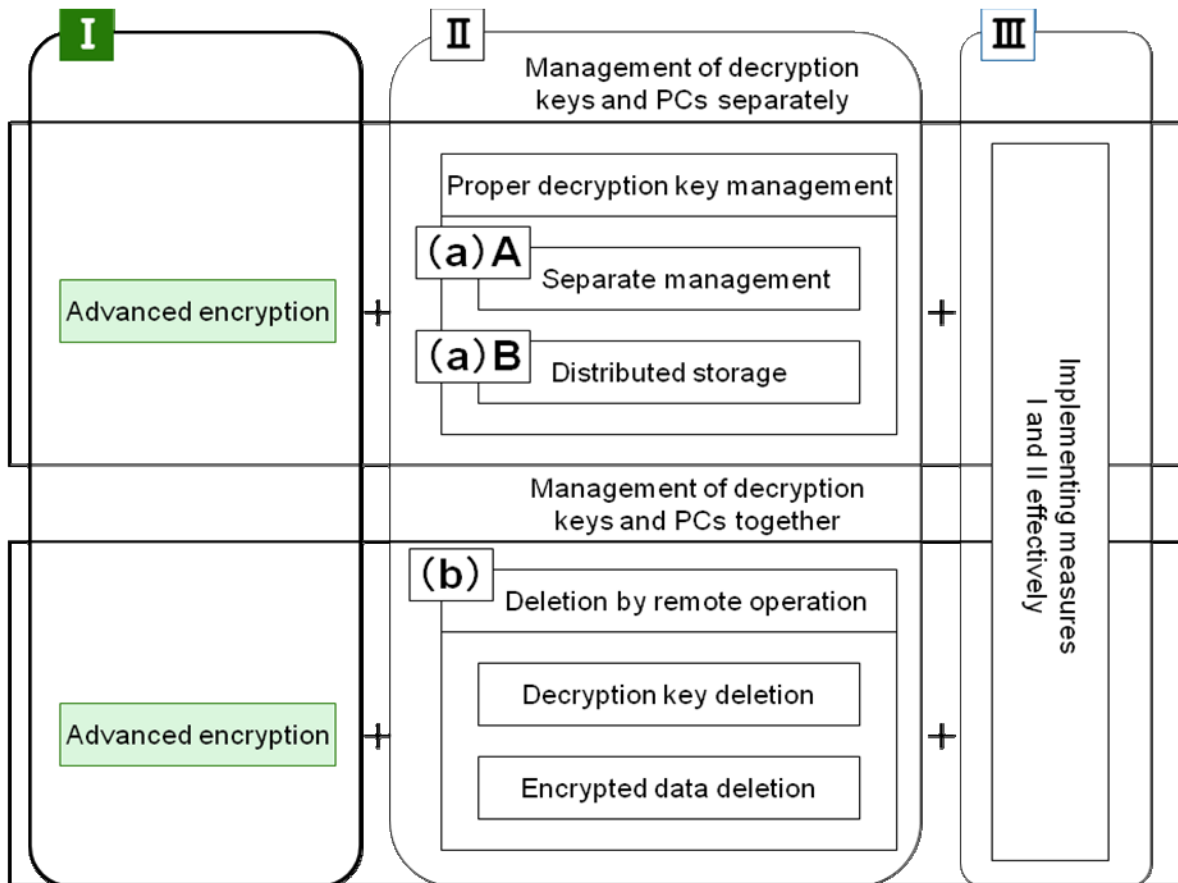 I
II
III
Management of decryption
keys and PCs separately
Proper decryption key management
(a)A
Separate management
Advanced encryption
+
+
(a)B
Distributed storage
Implementing measures
I and II effectively
Management of decryption
keys and PCs together
(b)
Deletion by remote operation
Decryption key deletion
Advanced encryption
+
+
Encrypted data deletion